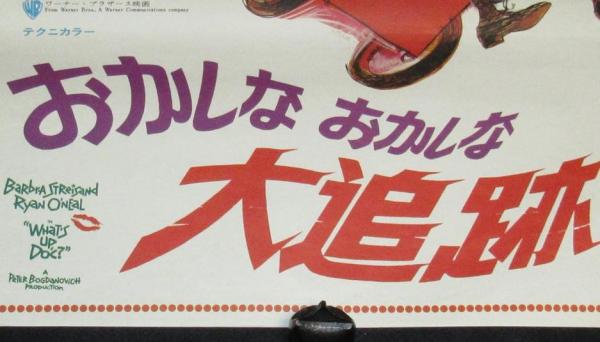 ワーナー・ブラザース映画
From Warner Bros. A Warner Communications company
テクニカラー
おかしな おかしな
大追跡
BARBRA STREISAND
RYAN O'NEAL
IN
"WHAT'S
UP,
DOC?"
A
PETER BOGDANOVICH
PRODUCTION